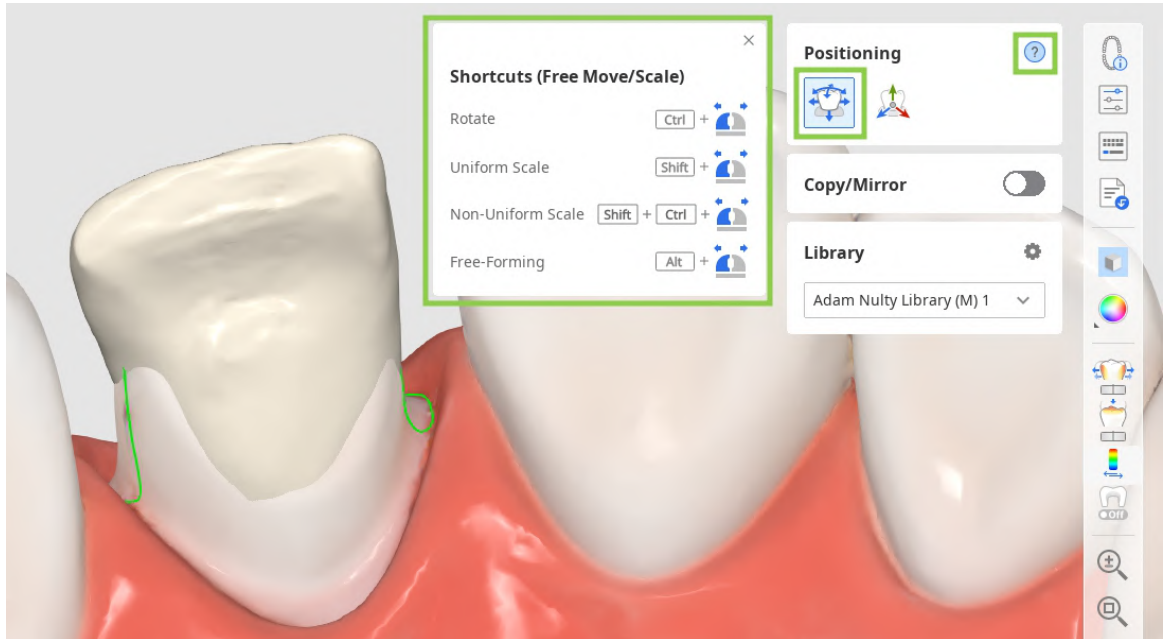 Shortcuts (Free Move/Scale)
Rotate Ctrl +
Uniform Scale Shift +
Non-Uniform Scale Shift + Ctrl +
Free-Forming Alt +
Positioning ?
Copy/Mirror
Library
Adam Nulty Library (M) 1
Off